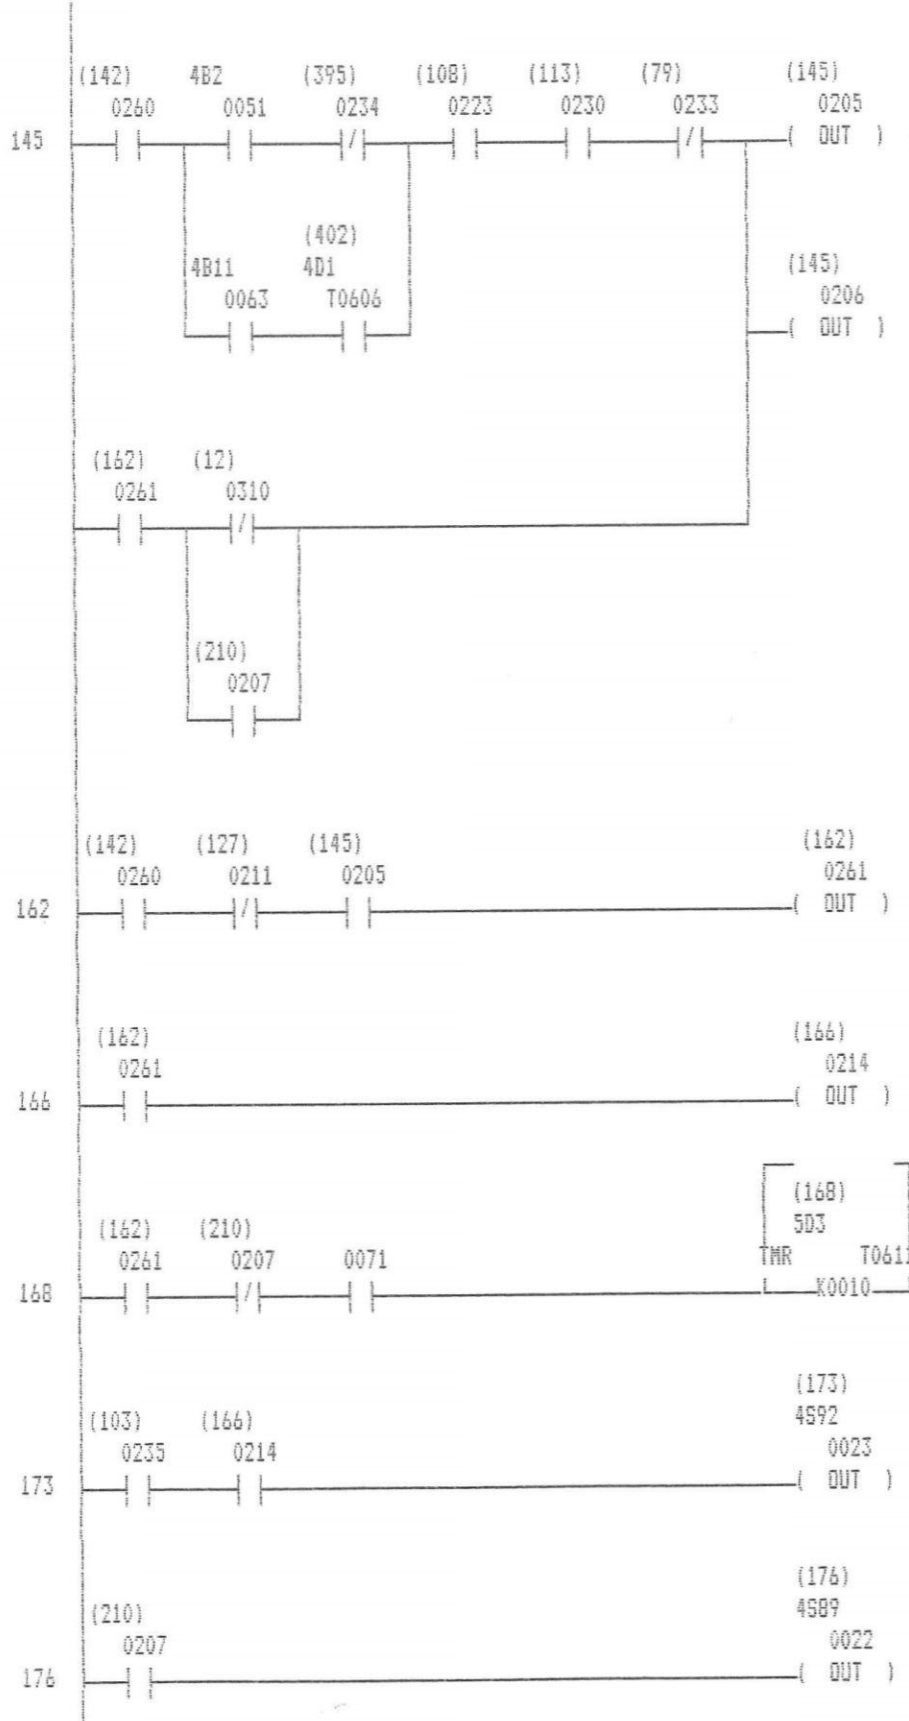 (142) 4B2 (395) (108) (113) (79) (145)
0260 0051 0234 0223 0230 0233 0205
145 ( OUT )
(402) (145)
4B11 4D1 0206
0063 T0606 ( OUT )
(162) (12)
0261 0310
(210)
0207
(142) (127) (145) (162)
0260 0211 0205 0261
162 ( OUT )
(162) (166)
0261 0214
166 ( OUT )
(168)
5D3
(162) (210) TMR T0611
0261 0207 0071
168 K0010
(173)
(103) (166) 4S92
0235 0214 0023
173 ( OUT )
(176)
(210) 4S89
0207 0022
176 ( OUT )